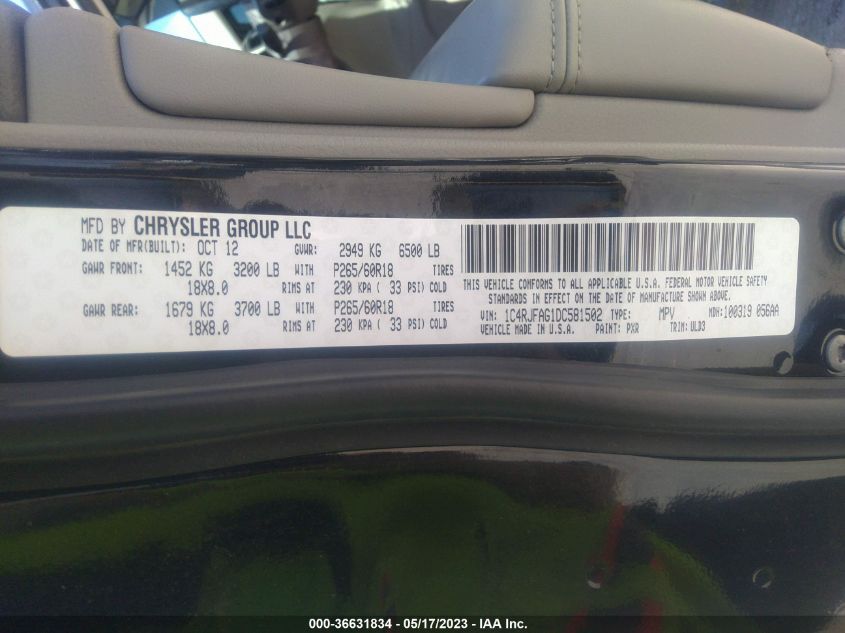 MFD BY CHRYSLER GROUP LLC
DATE OF MFR(BUILT): OCT 12 GVWR: 2949 KG 6500 LB
GAWR FRONT: 1452 KG 3200 LB WITH P265/60R18 TIRES
18X8.0 RIMS AT 230 KPA ( 33 PSI) COLD
GAWR REAR: 1679 KG 3700 LB WITH P265/60R18 TIRES
18X8.0 RIMS AT 230 KPA ( 33 PSI) COLD
THIS VEHICLE CONFORMS TO ALL APPLICABLE U.S.A. FEDERAL MOTOR VEHICLE SAFETY
STANDARDS IN EFFECT ON THE DATE OF MANUFACTURE SHOWN ABOVE.
VIN: 1C4RJFAG1DC581502 TYPE: MPV MDH: 100319 056AA
VEHICLE MADE IN U.S.A. PAINT: PXR TRIM: ULD3
000-36631834 - 05/17/2023 - IAA Inc.